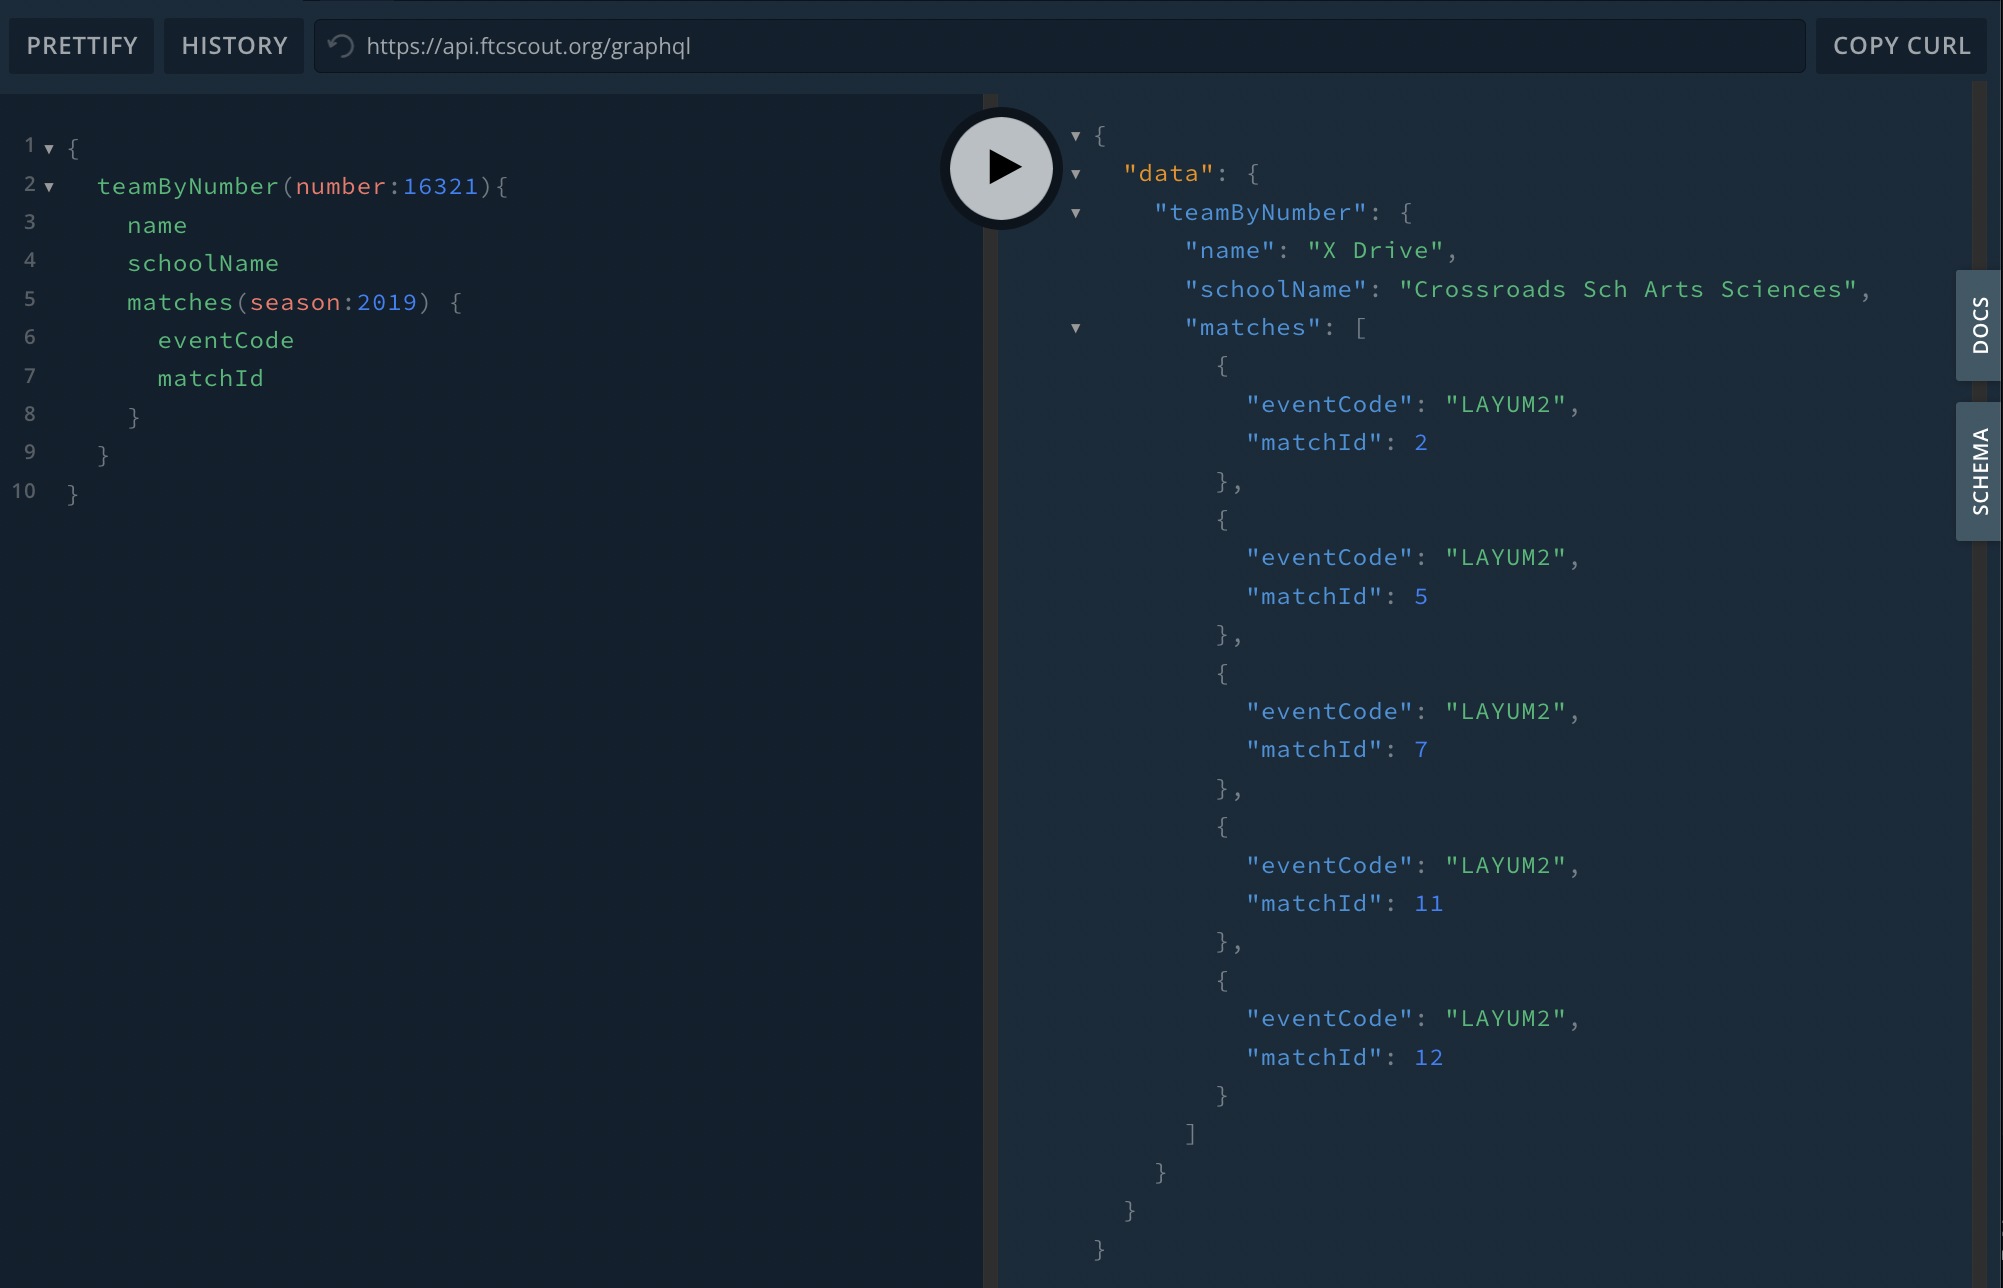 PRETTIFY HISTORY https://api.ftcscout.org/graphql COPY CURL
1 {
2 teamByNumber(number:16321){
3 name
4 schoolName
5 matches(season:2019) {
6 eventCode
7 matchId
8 }
9 }
10 }
{
"data": {
"teamByNumber": {
"name": "X Drive",
"schoolName": "Crossroads Sch Arts Sciences",
"matches": [
{
"eventCode": "LAYUM2",
"matchId": 2
},
{
"eventCode": "LAYUM2",
"matchId": 5
},
{
"eventCode": "LAYUM2",
"matchId": 7
},
{
"eventCode": "LAYUM2",
"matchId": 11
},
{
"eventCode": "LAYUM2",
"matchId": 12
}
]
}
}
}
DOCS
SCHEMA